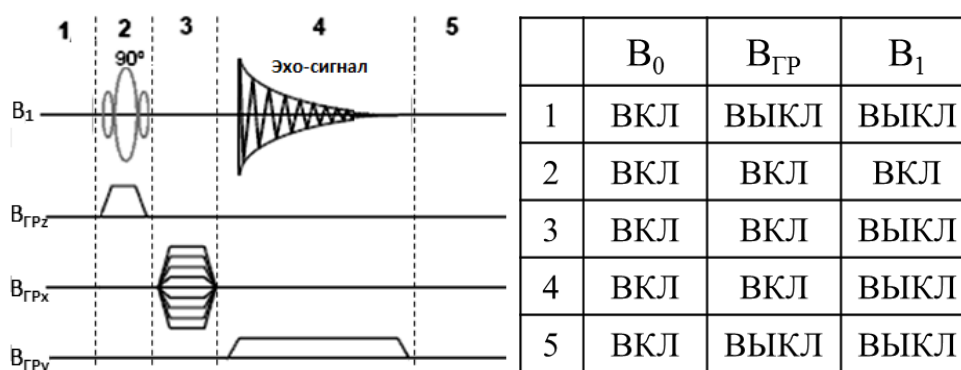 1 2 3 4 5
90º
Эхо-сигнал
B1
BГРz
BГРx
BГРy
B0 BГР B1
1 ВКЛ ВЫКЛ ВЫКЛ
2 ВКЛ ВКЛ ВКЛ
3 ВКЛ ВКЛ ВЫКЛ
4 ВКЛ ВКЛ ВЫКЛ
5 ВКЛ ВЫКЛ ВЫКЛ